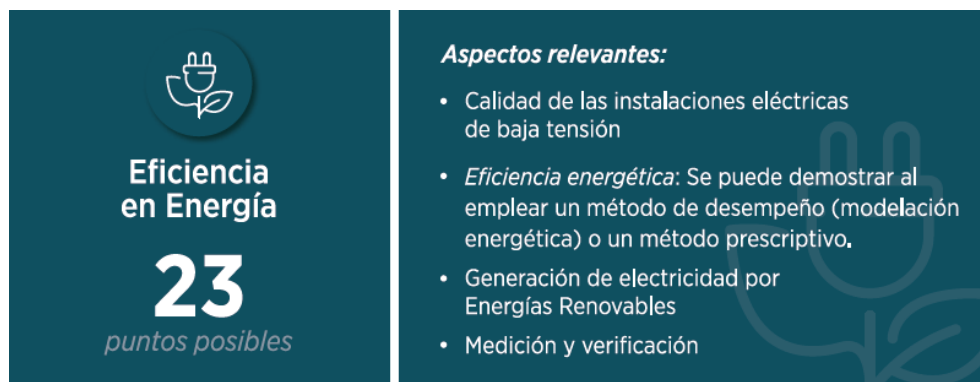 Eficiencia
en Energía
23
puntos posibles
Aspectos relevantes:
• Calidad de las instalaciones eléctricas
de baja tensión
• Eficiencia energética: Se puede demostrar al
emplear un método de desempeño (modelación
energética) o un método prescriptivo.
• Generación de electricidad por
Energías Renovables
• Medición y verificación